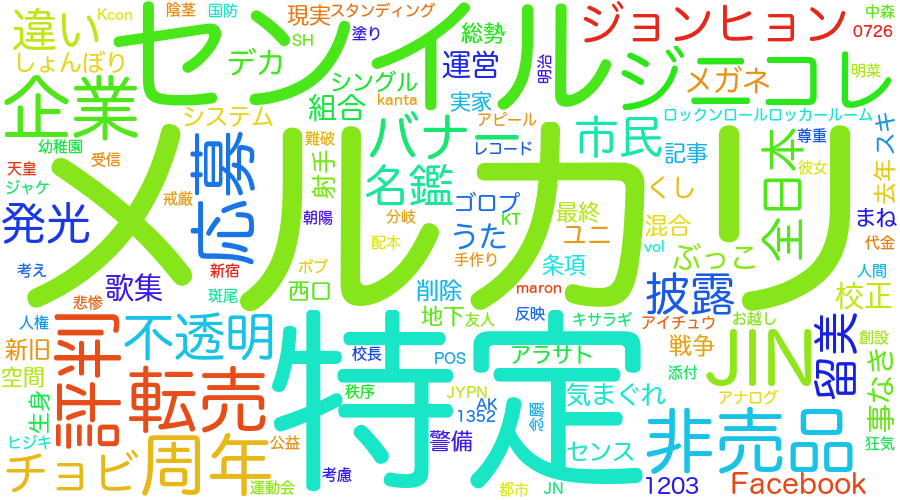 陰茎
Kcon
国防
現実
スタンディング
中森
違い
センイル
SH
塗り
総勢
ジョンヒョン
0726
しょんぼり
デカ
運営
明治
ジーコレ
明菜
企業
シングル
メガネ
システム
組合
kanta
実家
アピール
ロックンロールロッカールーム
スキ
幼稚園
受信
応募
難破
バナー
レコード
市民
記事
全日本
尊重
天皇
ジャケ
戒厳
射手
名鑑
彼女
去年
メルカリ
発光
朝陽
分岐
ゴロプ
KT
最終
くし
混合
まね
うた
ユニ
vol
代金
配本
手作り
ぶっこ
考え
新宿
ポプ
条項
人間
悲惨
歌集
斑尾
西口
削除
maron
披露
校正
人権
評判
不透明
地下
友人
反映
キサラギ
アイチュウ
お越し
留美
創設
新旧
校長
POS
アラサト
戦争
JIN
空間
転売
秩序
JYPN
特定
気まぐれ
添付
アナログ
事なき
生身
AK
1352
念願
ヒジキ
周年
公益
警備
センス
非売品
狂気
チョビ
運動会
考慮
都市
JN
1203
Facebook